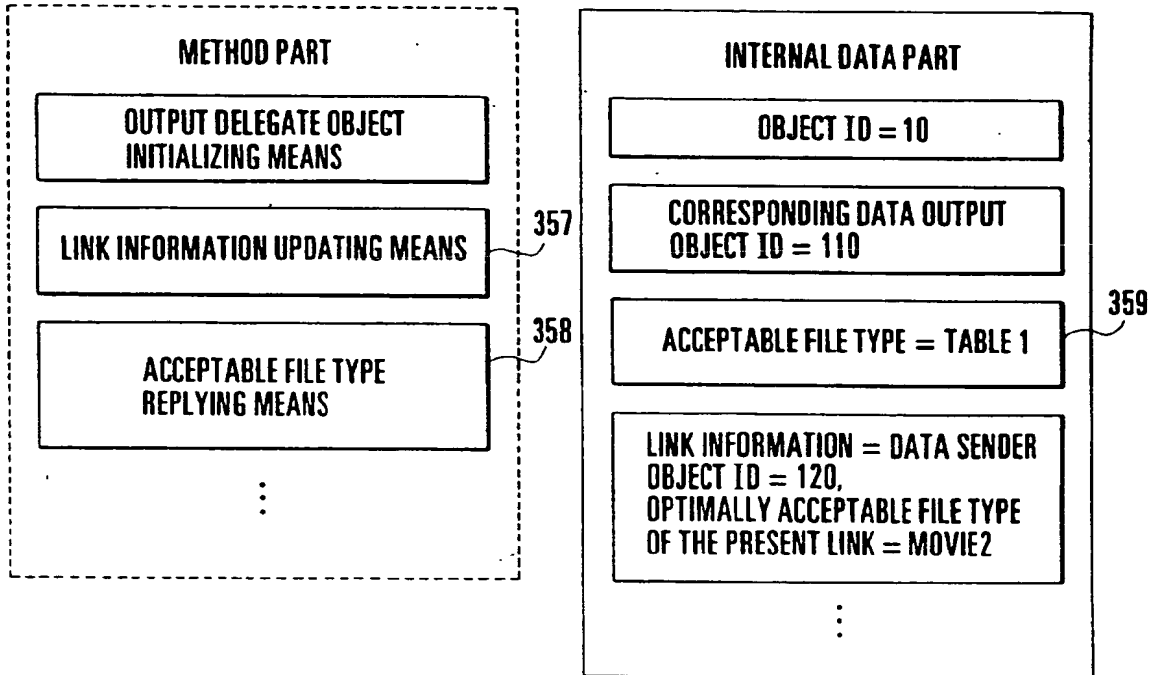 METHOD PART
OUTPUT DELEGATE OBJECT
INITIALIZING MEANS
LINK INFORMATION UPDATING MEANS
357
ACCEPTABLE FILE TYPE
REPLYING MEANS
358
INTERNAL DATA PART
OBJECT ID = 10
CORRESPONDING DATA OUTPUT
OBJECT ID = 110
ACCEPTABLE FILE TYPE = TABLE 1
359
LINK INFORMATION = DATA SENDER
OBJECT ID = 120,
OPTIMALLY ACCEPTABLE FILE TYPE
OF THE PRESENT LINK = MOVIE2